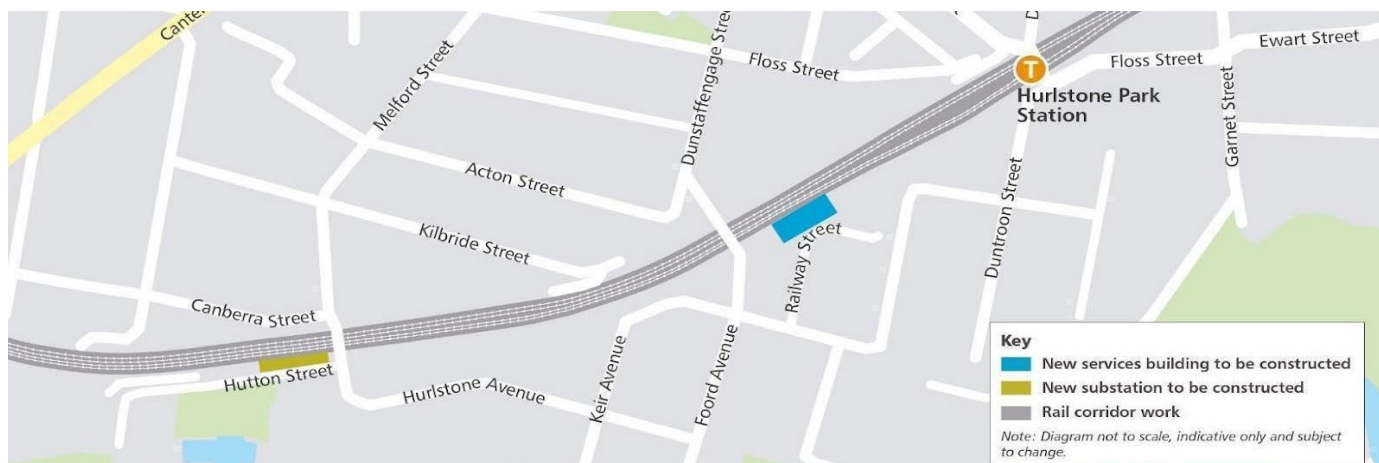 Canter
Melford Street
Dunstaffengage Stree
Floss Street
D
T
Hurlstone Park
Station
Floss Street
Ewart Street
Garnet Street
Acton Street
Kilbride Street
Railway Street
Duntroon Street
Canberra Street
Hutton Street
Hurlstone Avenue
Keir Avenue
Foord Avenue
Key
New services building to be constructed
New substation to be constructed
Rail corridor work
Note: Diagram not to scale, indicative only and subject
to change.